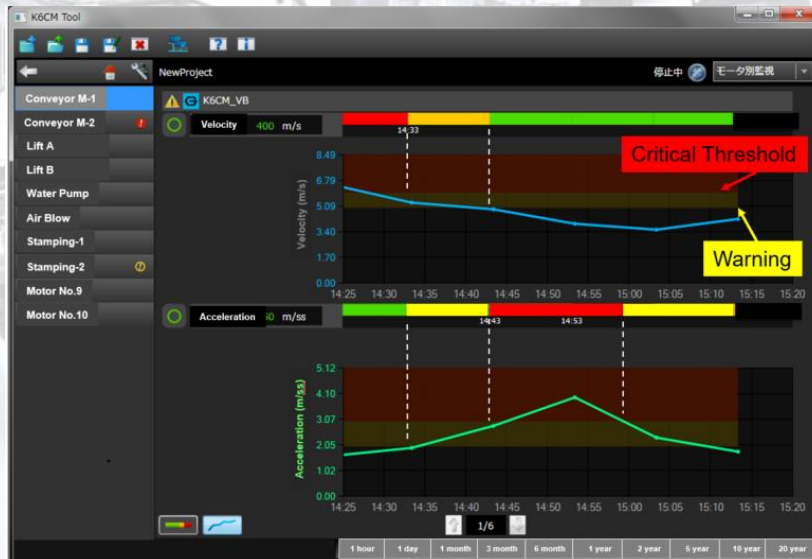 K6CM Tool
NewProject
停止中
モータ別監視
Conveyor M-1
Conveyor M-2
Lift A
Lift B
Water Pump
Air Blow
Stamping-1
Stamping-2
Motor No.9
Motor No.10
K6CM_VB
Velocity 400 m/s
14:33
Critical Threshold
Warning
Velocity (m/s)
8.49
6.79
5.09
3.40
1.70
0.00
14:25 14:30 14:35 14:40 14:45 14:50 14:55 15:00 15:05 15:10 15:15 15:20
Acceleration 50 m/ss
14:43 14:53
Acceleration (m/ss)
5.12
4.10
3.07
2.05
1.02
0.00
14:25 14:30 14:35 14:40 14:45 14:50 14:55 15:00 15:05 15:10 15:15 15:20
1/6
1 hour 1 day 1 month 3 month 6 month 1 year 2 year 5 year 10 year 20 year